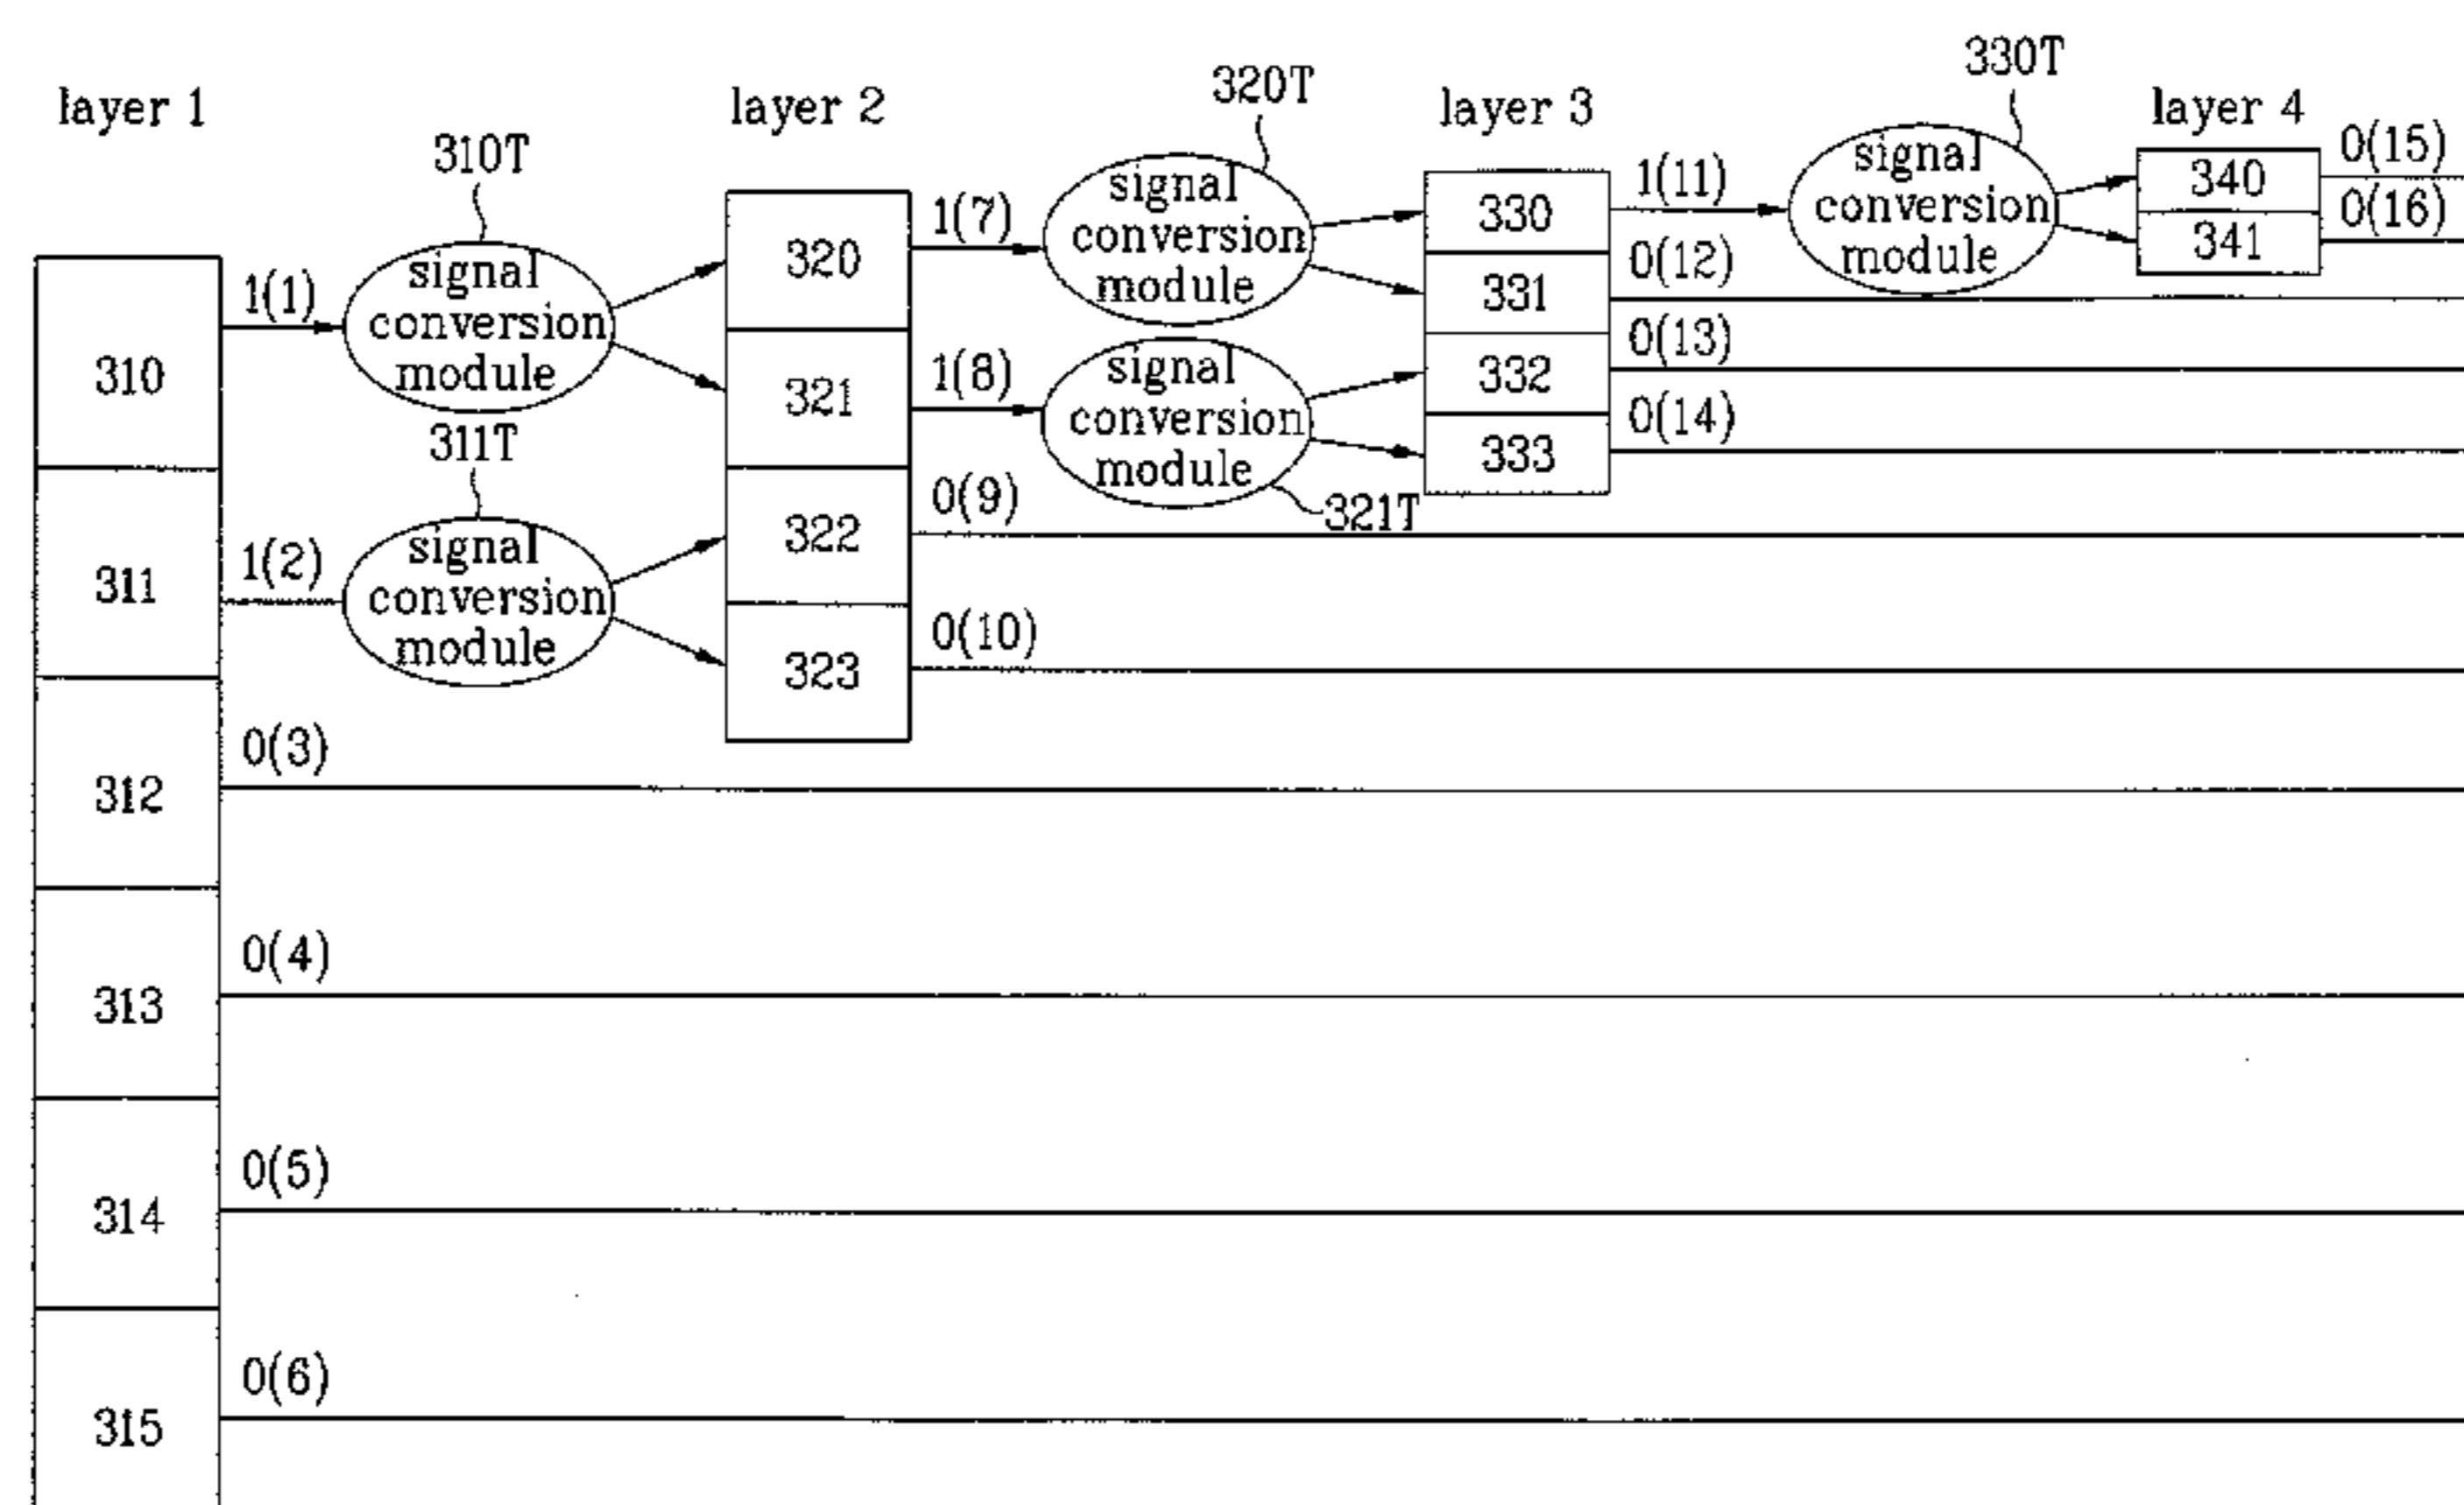 layer 1
layer 2
layer 3
layer 4
310T
320T
330T
311T
321T
310
311
312
313
314
315
1(1)
1(2)
0(3)
0(4)
0(5)
0(6)
signal
conversion
module
signal
conversion
module
320
321
322
323
1(7)
1(8)
0(9)
0(10)
signal
conversion
module
signal
conversion
module
330
331
332
333
1(11)
0(12)
0(13)
0(14)
signal
conversion
module
340
341
0(15)
0(16)